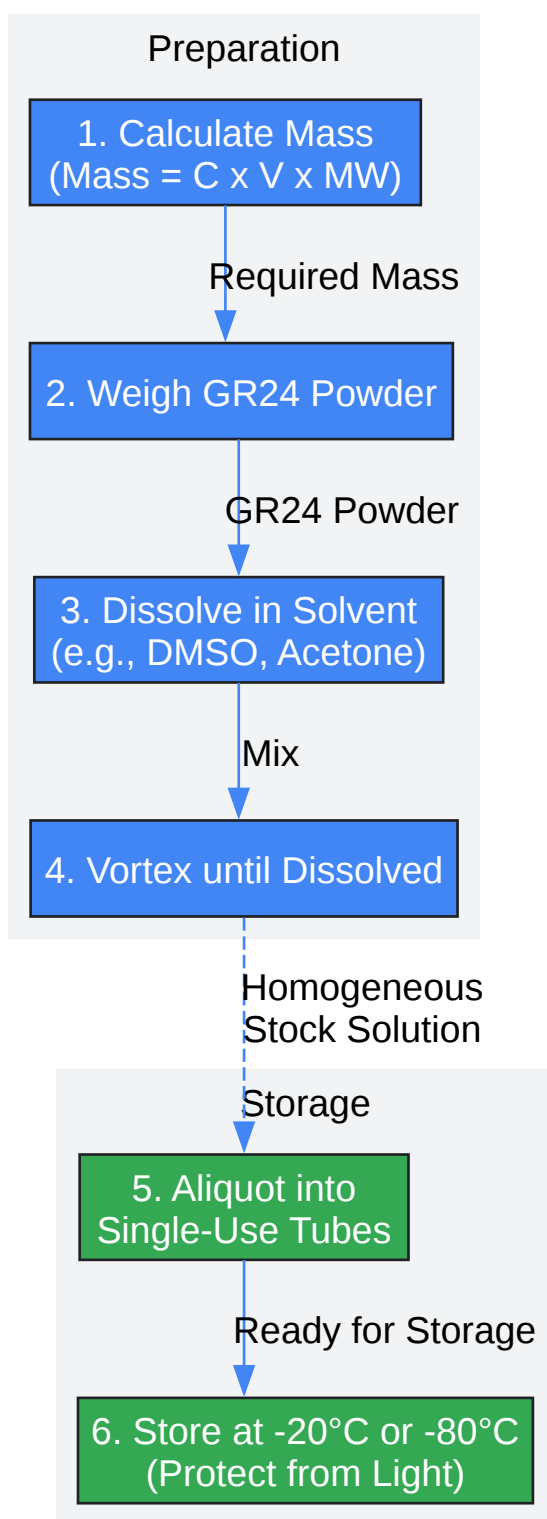 Preparation
1. Calculate Mass
(Mass = C x V x MW)
Required Mass
2. Weigh GR24 Powder
GR24 Powder
3. Dissolve in Solvent
(e.g., DMSO, Acetone)
Mix
4. Vortex until Dissolved
Homogeneous
Stock Solution
Storage
5. Aliquot into
Single-Use Tubes
Ready for Storage
6. Store at -20°C or -80°C
(Protect from Light)